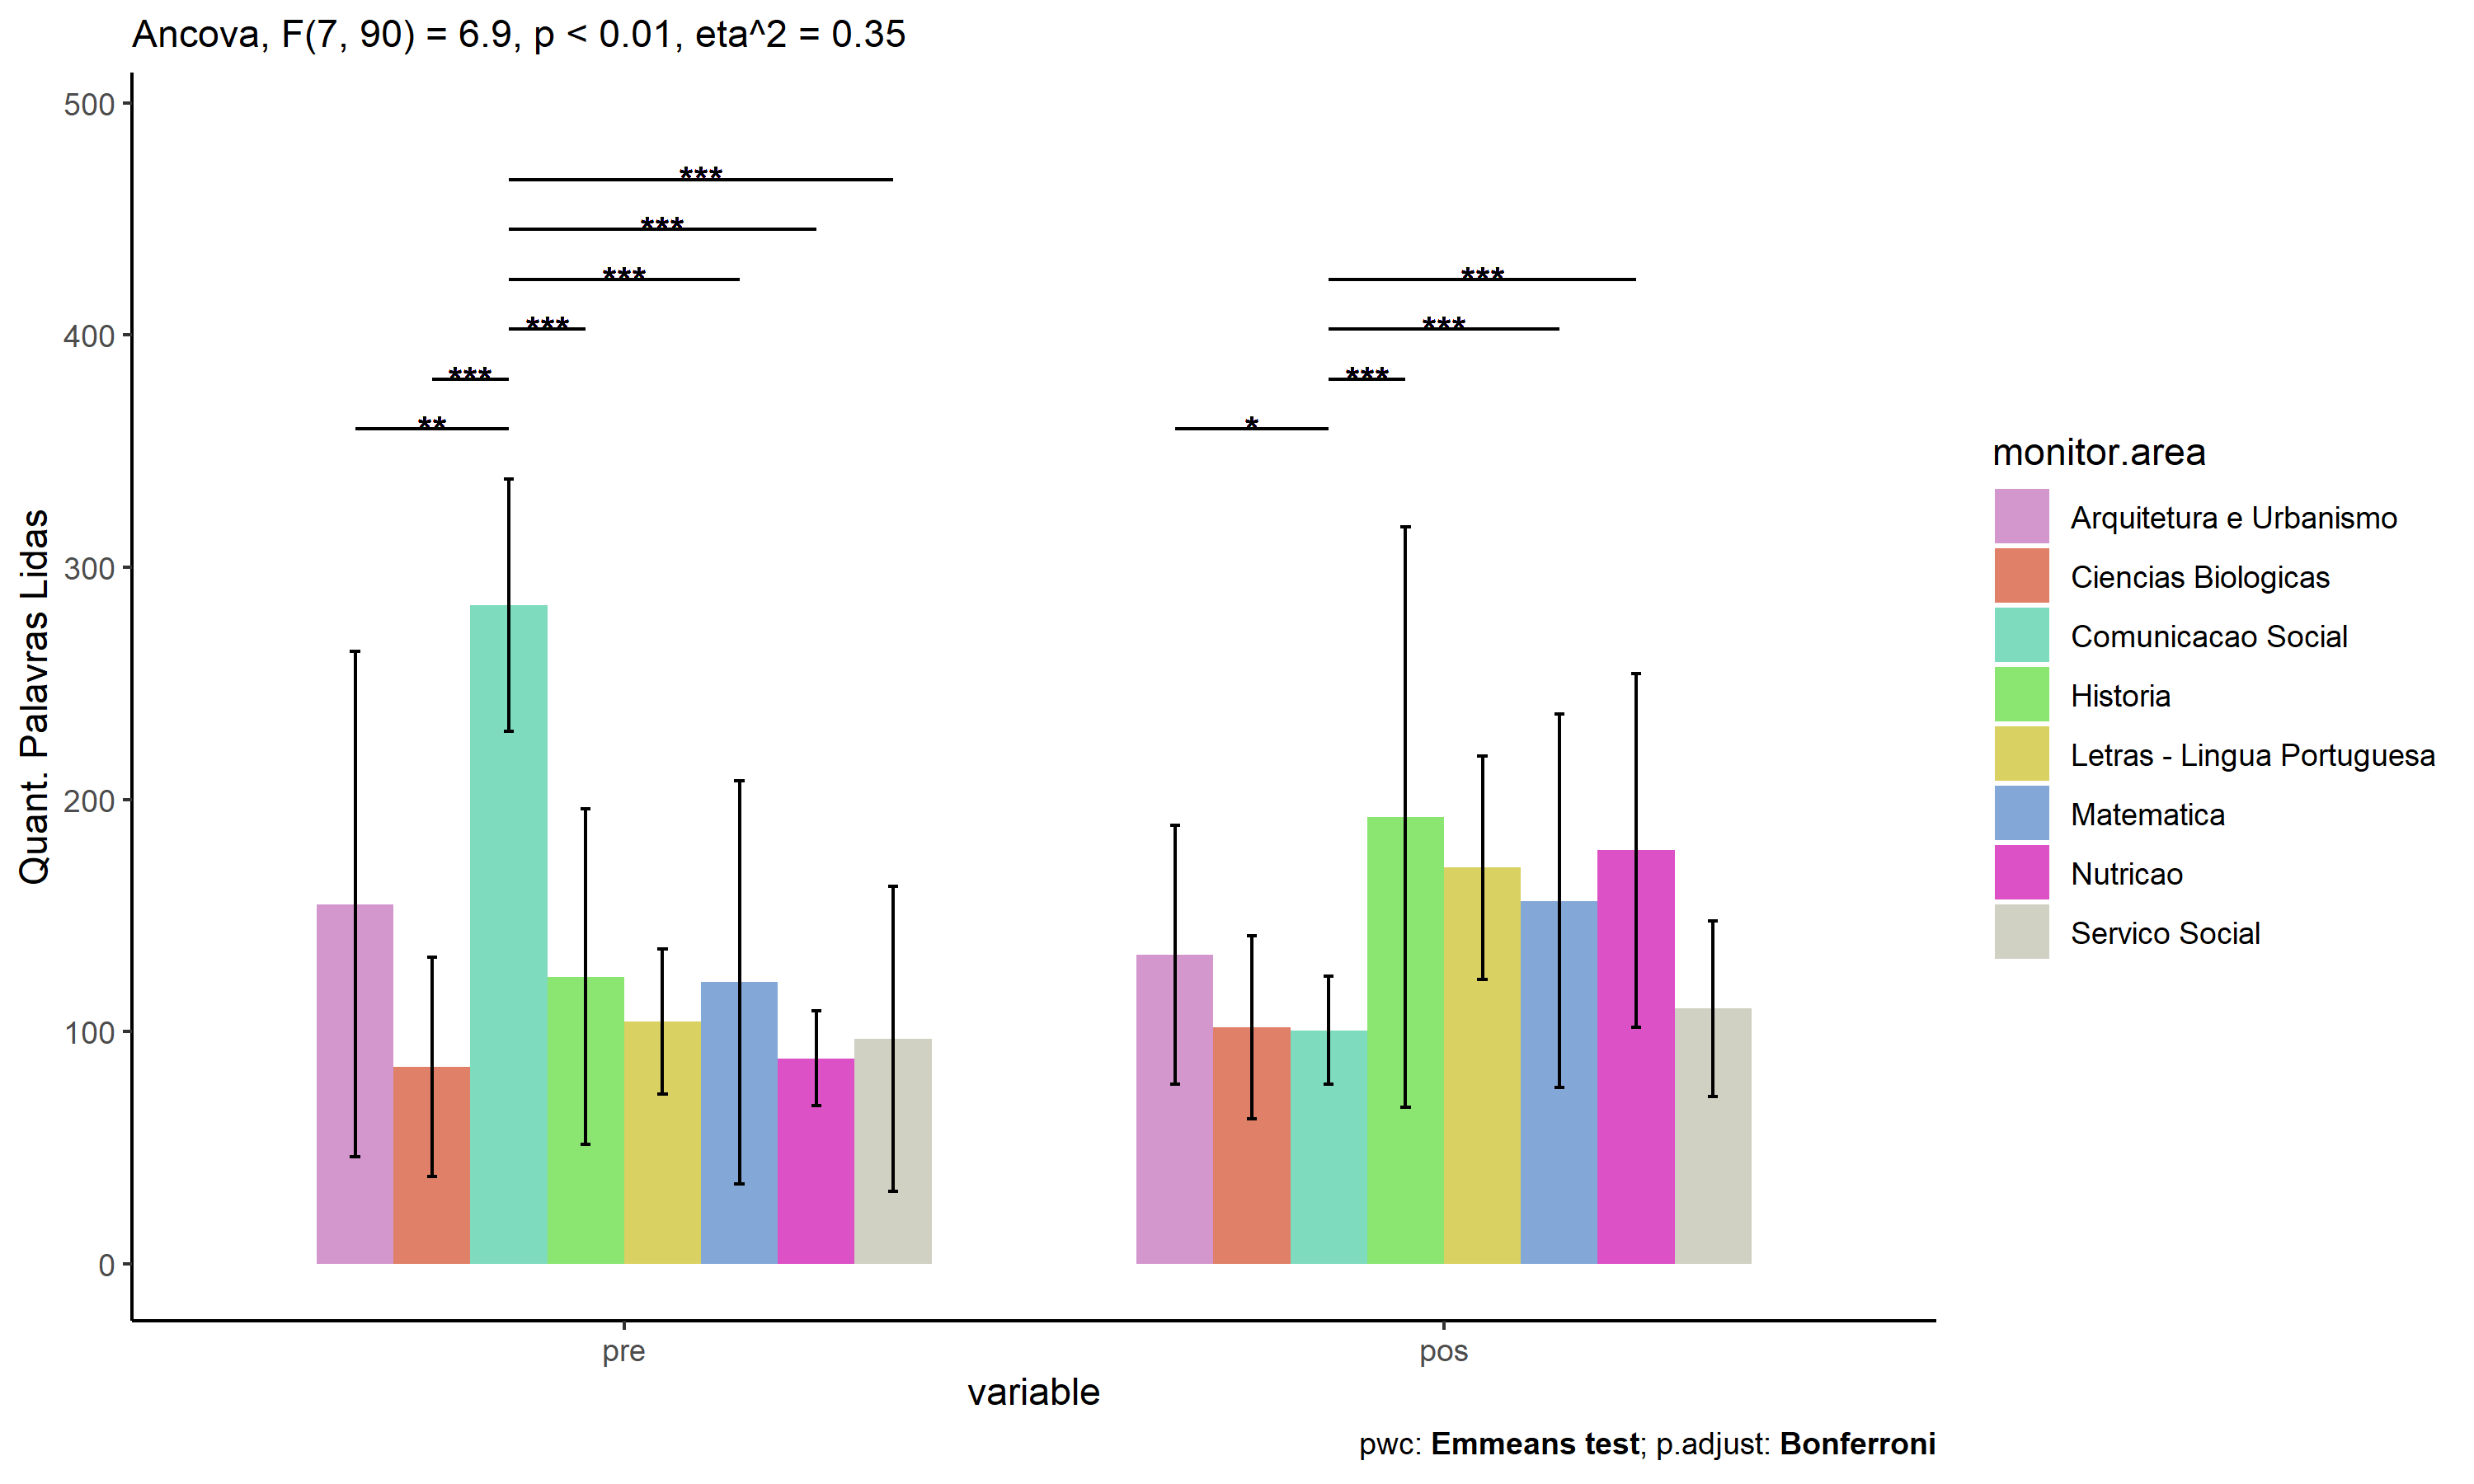 Ancova, F(7, 90) = 6.9, p < 0.01, eta^2 = 0.35
Quant. Palavras Lidas
500
400
300
200
100
0
***
***
***
***
***
**
***
***
***
*
pre
pos
variable
monitor.area
Arquitetura e Urbanismo
Ciencias Biologicas
Comunicacao Social
Historia
Letras - Lingua Portuguesa
Matematica
Nutricao
Servico Social
pwc: Emmeans test; p.adjust: Bonferroni